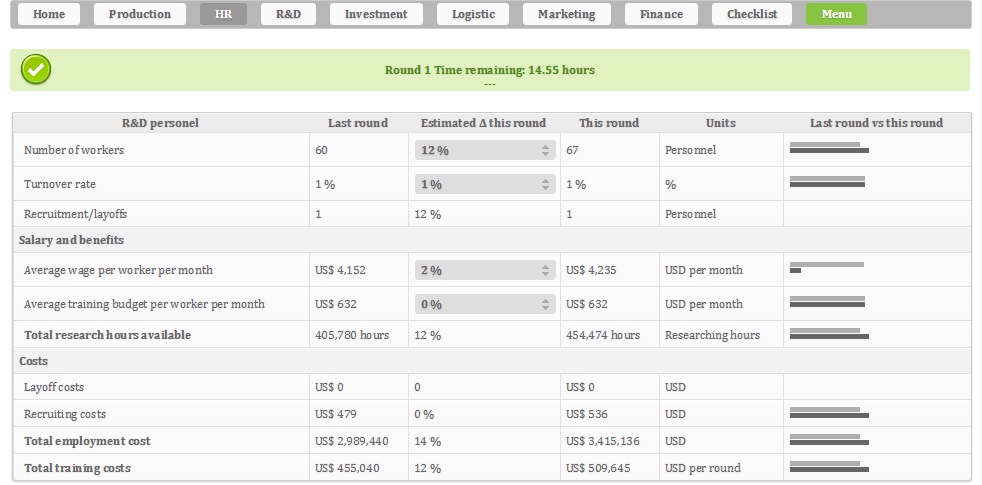 Home Production HR R&D Investment Logistic Marketing Finance Checklist Menu
Round 1 Time remaining: 14.55 hours
---
R&D personel Last round Estimated Δ this round This round Units Last round vs this round
Number of workers 60 12 % 67 Personnel
Turnover rate 1 % 1 % 1 % %
Recruitment/layoffs 1 12 % 1 Personnel
Salary and benefits
Average wage per worker per month US$ 4,152 2 % US$ 4,235 USD per month
Average training budget per worker per month US$ 632 0 % US$ 632 USD per month
Total research hours available 405,780 hours 12 % 454,474 hours Researching hours
Costs
Layoff costs US$ 0 0 US$ 0 USD
Recruiting costs US$ 479 0 % US$ 536 USD
Total employment cost US$ 2,989,440 14 % US$ 3,415,136 USD
Total training costs US$ 455,040 12 % US$ 509,645 USD per round